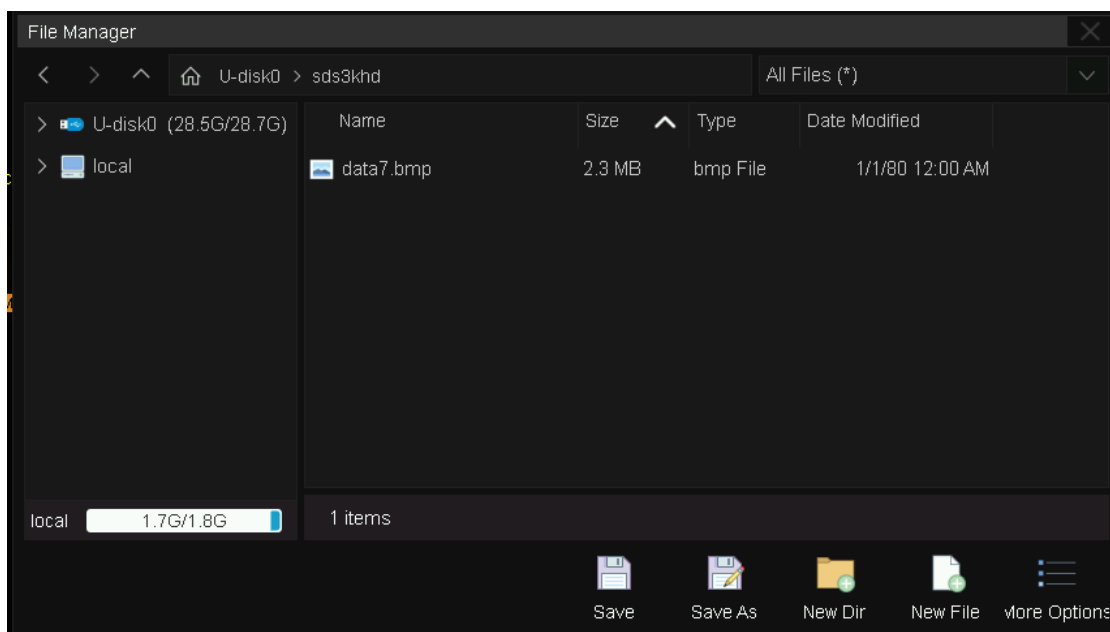 File Manager
U-disk0 > sds3khd
All Files (*)
U-disk0 (28.5G/28.7G)
local
Name Size Type Date Modified
data7.bmp 2.3 MB bmp File 1/1/80 12:00 AM
local 1.7G/1.8G
1 items
Save Save As New Dir New File More Options